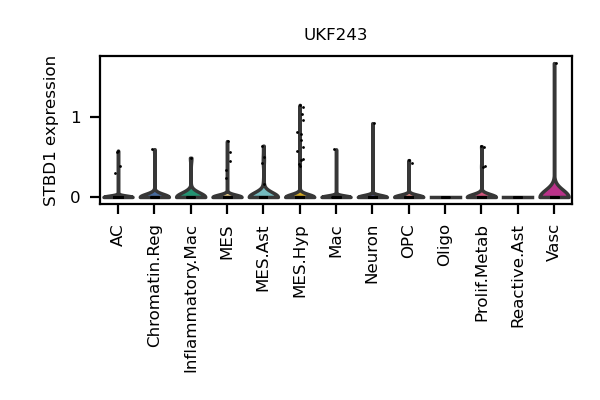 UKF243
STBD1 expression
1
0
AC
Chromatin.Reg
Inflammatory.Mac
MES
MES.Ast
MES.Hyp
Mac
Neuron
OPC
Oligo
Prolif.Metab
Reactive.Ast
Vasc